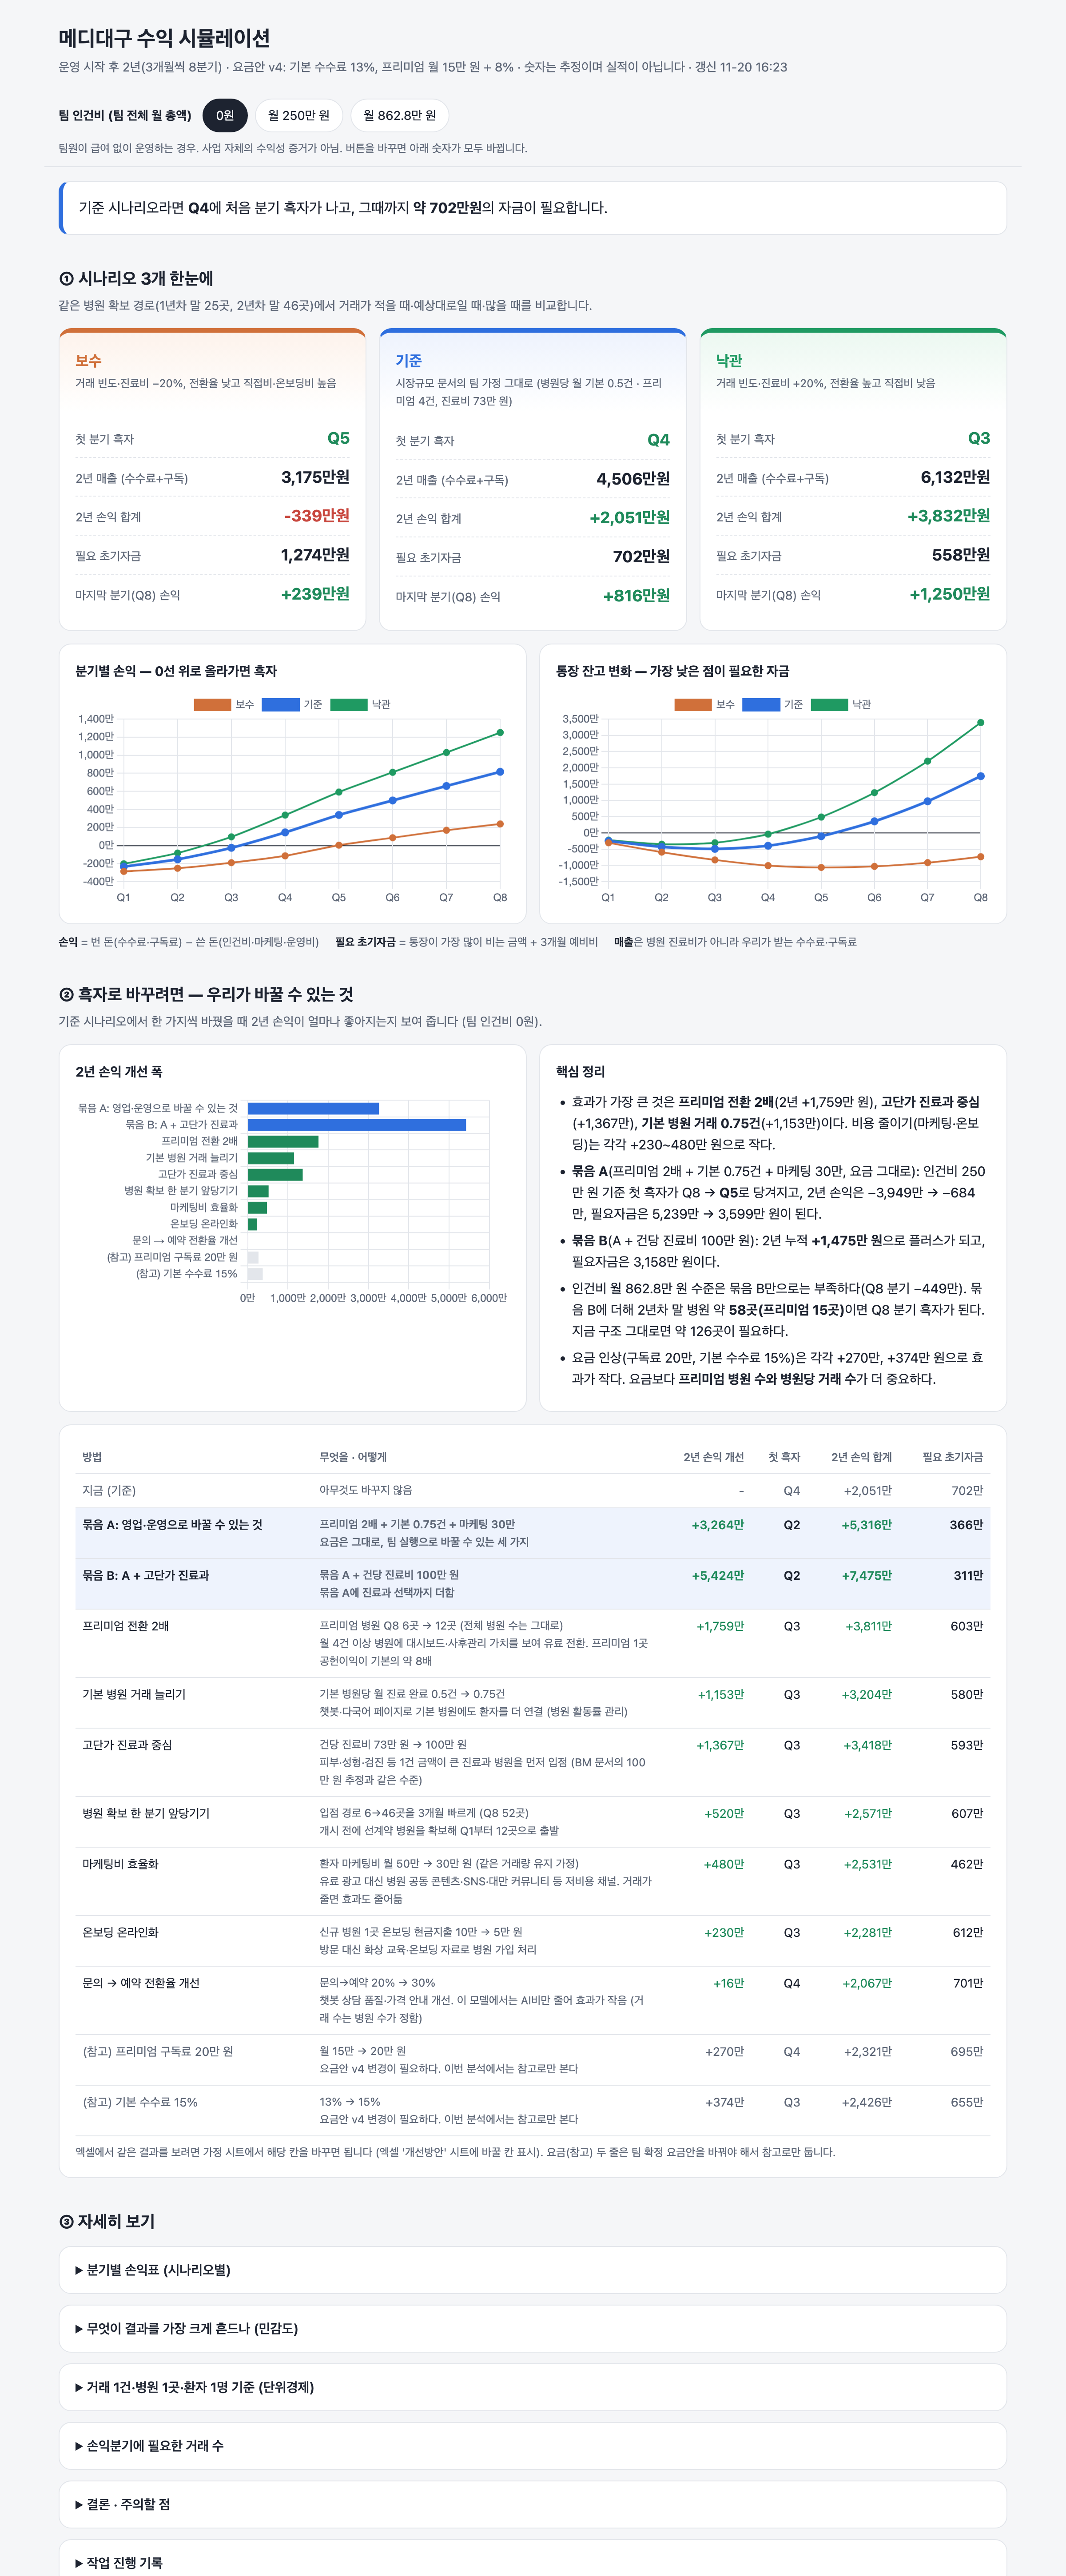 메디대구 수익 시뮬레이션
운영 시작 후 2년(3개월씩 8분기) · 요금안 v4: 기본 수수료 13%, 프리미엄 월 15만 원 + 8% · 숫자는 추정이며 실적이 아닙니다 · 갱신 11-20 16:23
팀 인건비 (팀 전체 월 총액) 0원 월 250만 원 월 862.8만 원
팀원이 급여 없이 운영하는 경우. 사업 자체의 수익성 증거가 아님. 버튼을 바꾸면 아래 숫자가 모두 바뀝니다.
기준 시나리오라면 Q4에 처음 분기 흑자가 나고, 그때까지 약 702만원의 자금이 필요합니다.
① 시나리오 3개 한눈에
같은 병원 확보 경로(1년차 말 25곳, 2년차 말 46곳)에서 거래가 적을 때·예상대로일 때·많을 때를 비교합니다.
보수
거래 빈도·진료비 −20%, 전환율 낮고 직접비·온보딩비 높음
첫 분기 흑자 Q5
2년 매출 (수수료+구독) 3,175만원
2년 손익 합계 -339만원
필요 초기자금 1,274만원
마지막 분기(Q8) 손익 +239만원
기준
시장규모 문서의 팀 가정 그대로 (병원당 월 기본 0.5건 · 프리
미엄 4건, 진료비 73만 원)
첫 분기 흑자 Q4
2년 매출 (수수료+구독) 4,506만원
2년 손익 합계 +2,051만원
필요 초기자금 702만원
마지막 분기(Q8) 손익 +816만원
낙관
거래 빈도·진료비 +20%, 전환율 높고 직접비 낮음
첫 분기 흑자 Q3
2년 매출 (수수료+구독) 6,132만원
2년 손익 합계 +3,832만원
필요 초기자금 558만원
마지막 분기(Q8) 손익 +1,250만원
분기별 손익 — 0선 위로 올라가면 흑자
보수 기준 낙관
1,400만
1,200만
1,000만
800만
600만
400만
200만
0만
-200만
-400만
Q1 Q2 Q3 Q4 Q5 Q6 Q7 Q8
통장 잔고 변화 — 가장 낮은 점이 필요한 자금
보수 기준 낙관
3,500만
3,000만
2,500만
2,000만
1,500만
1,000만
500만
0만
-500만
-1,000만
-1,500만
Q1 Q2 Q3 Q4 Q5 Q6 Q7 Q8
손익 = 번 돈(수수료·구독료) − 쓴 돈(인건비·마케팅·운영비) 필요 초기자금 = 통장이 가장 많이 비는 금액 + 3개월 예비비 매출은 병원 진료비가 아니라 우리가 받는 수수료·구독료
② 흑자로 바꾸려면 — 우리가 바꿀 수 있는 것
기준 시나리오에서 한 가지씩 바꿨을 때 2년 손익이 얼마나 좋아지는지 보여 줍니다 (팀 인건비 0원).
2년 손익 개선 폭
묶음 A: 영업·운영으로 바꿀 수 있는 것
묶음 B: A + 고단가 진료과
프리미엄 전환 2배
기본 병원 거래 늘리기
고단가 진료과 중심
병원 확보 한 분기 앞당기기
마케팅비 효율화
온보딩 온라인화
문의 → 예약 전환율 개선
(참고) 프리미엄 구독료 20만 원
(참고) 기본 수수료 15%
0만 1,000만 2,000만 3,000만 4,000만 5,000만 6,000만
핵심 정리
• 효과가 가장 큰 것은 프리미엄 전환 2배(2년 +1,759만 원), 고단가 진료과 중심
(+1,367만), 기본 병원 거래 0.75건(+1,153만)이다. 비용 줄이기(마케팅·온보
딩)는 각각 +230~480만 원으로 작다.
• 묶음 A(프리미엄 2배 + 기본 0.75건 + 마케팅 30만, 요금 그대로): 인건비 250
만 원 기준 첫 흑자가 Q8 → Q5로 당겨지고, 2년 손익은 −3,949만 → −684
만, 필요자금은 5,239만 → 3,599만 원이 된다.
• 묶음 B(A + 건당 진료비 100만 원): 2년 누적 +1,475만 원으로 플러스가 되고,
필요자금은 3,158만 원이다.
• 인건비 월 862.8만 원 수준은 묶음 B만으로는 부족하다(Q8 분기 −449만). 묶
음 B에 더해 2년차 말 병원 약 58곳(프리미엄 15곳)이면 Q8 분기 흑자가 된다.
지금 구조 그대로면 약 126곳이 필요하다.
• 요금 인상(구독료 20만, 기본 수수료 15%)은 각각 +270만, +374만 원으로 효
과가 작다. 요금보다 프리미엄 병원 수와 병원당 거래 수가 더 중요하다.
방법 무엇을 · 어떻게 2년 손익 개선 첫 흑자 2년 손익 합계 필요 초기자금
지금 (기준) 아무것도 바꾸지 않음 - Q4 +2,051만 702만
묶음 A: 영업·운영으로 바꿀 수 있는 것 프리미엄 2배 + 기본 0.75건 + 마케팅 30만 +3,264만 Q2 +5,316만 366만
요금은 그대로, 팀 실행으로 바꿀 수 있는 세 가지
묶음 B: A + 고단가 진료과 묶음 A + 건당 진료비 100만 원 +5,424만 Q2 +7,475만 311만
묶음 A에 진료과 선택까지 더함
프리미엄 전환 2배 프리미엄 병원 Q8 6곳 → 12곳 (전체 병원 수는 그대로) +1,759만 Q3 +3,811만 603만
월 4건 이상 병원에 대시보드·사후관리 가치를 보여 유료 전환. 프리미엄 1곳
공헌이익이 기본의 약 8배
기본 병원 거래 늘리기 기본 병원당 월 진료 완료 0.5건 → 0.75건 +1,153만 Q3 +3,204만 580만
챗봇·다국어 페이지로 기본 병원에도 환자를 더 연결 (병원 활동률 관리)
고단가 진료과 중심 건당 진료비 73만 원 → 100만 원 +1,367만 Q3 +3,418만 593만
피부·성형·검진 등 1건 금액이 큰 진료과 병원을 먼저 입점 (BM 문서의 100
만 원 추정과 같은 수준)
병원 확보 한 분기 앞당기기 입점 경로 6→46곳을 3개월 빠르게 (Q8 52곳) +520만 Q3 +2,571만 607만
개시 전에 선계약 병원을 확보해 Q1부터 12곳으로 출발
마케팅비 효율화 환자 마케팅비 월 50만 → 30만 원 (같은 거래량 유지 가정) +480만 Q3 +2,531만 462만
유료 광고 대신 병원 공동 콘텐츠·SNS·대만 커뮤니티 등 저비용 채널. 거래가
줄면 효과도 줄어듦
온보딩 온라인화 신규 병원 1곳 온보딩 현금지출 10만 → 5만 원 +230만 Q3 +2,281만 612만
방문 대신 화상 교육·온보딩 자료로 병원 가입 처리
문의 → 예약 전환율 개선 문의→예약 20% → 30% +16만 Q4 +2,067만 701만
챗봇 상담 품질·가격 안내 개선. 이 모델에서는 AI비만 줄어 효과가 작음 (거
래 수는 병원 수가 정함)
(참고) 프리미엄 구독료 20만 원 월 15만 → 20만 원 +270만 Q4 +2,321만 695만
요금안 v4 변경이 필요하다. 이번 분석에서는 참고로만 본다
(참고) 기본 수수료 15% 13% → 15% +374만 Q3 +2,426만 655만
요금안 v4 변경이 필요하다. 이번 분석에서는 참고로만 본다
엑셀에서 같은 결과를 보려면 가정 시트에서 해당 칸을 바꾸면 됩니다 (엑셀 '개선방안' 시트에 바꿀 칸 표시). 요금(참고) 두 줄은 팀 확정 요금안을 바꿔야 해서 참고로만 둡니다.
③ 자세히 보기
▶ 분기별 손익표 (시나리오별)
▶ 무엇이 결과를 가장 크게 흔드나 (민감도)
▶ 거래 1건·병원 1곳·환자 1명 기준 (단위경제)
▶ 손익분기에 필요한 거래 수
▶ 결론 · 주의할 점
▶ 작업 진행 기록